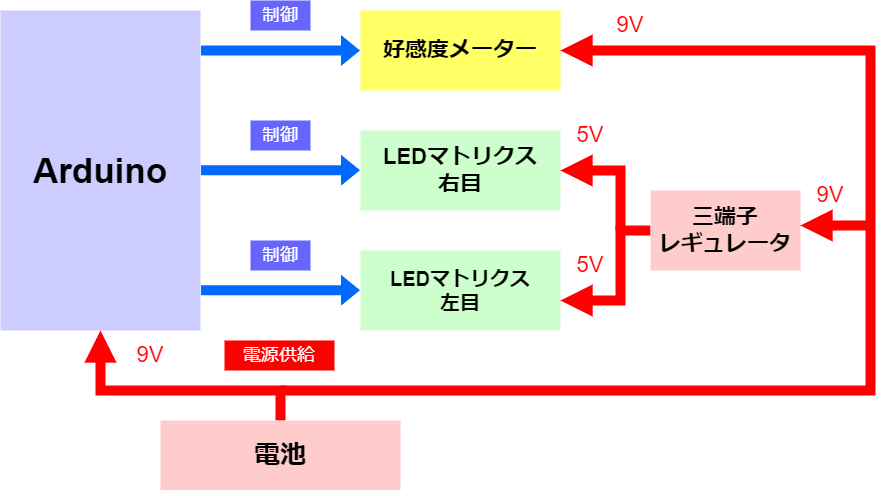 制御
好感度メーター
9V
制御
Arduino
LEDマトリクス
右目
5V
三端子
レギュレータ
9V
制御
LEDマトリクス
左目
5V
9V
電源供給
電池